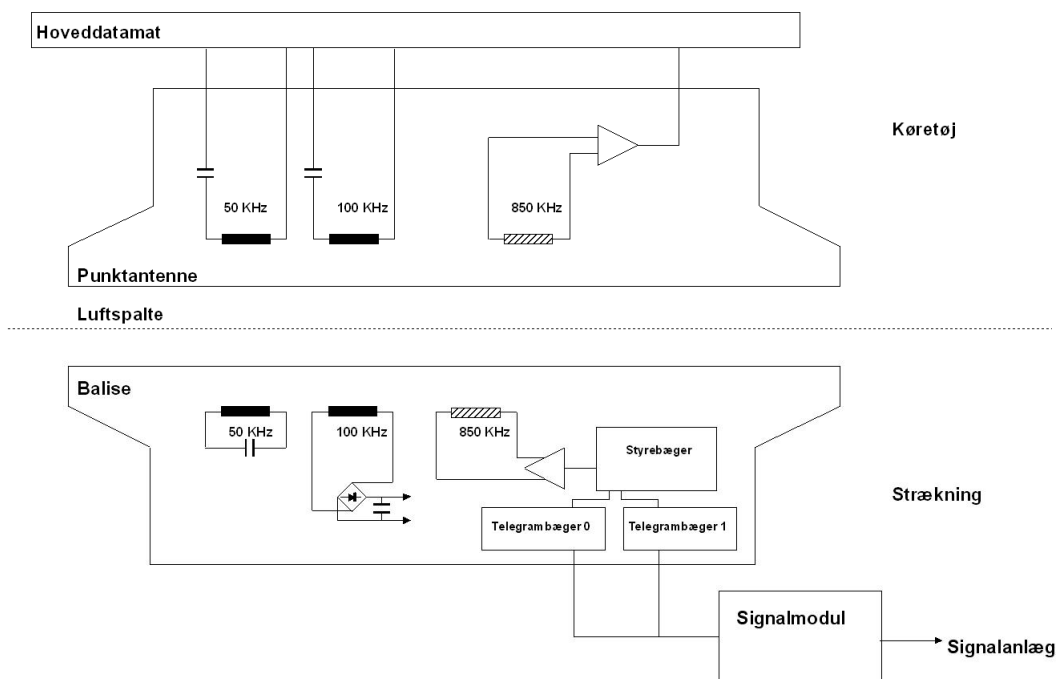 Hoveddatamat
Køretøj
50 KHz
100 KHz
850 KHz
Punktantenne
Luftspalte
Balise
50 KHz
100 KHz
850 KHz
Styrebæger
Strækning
Telegrambæger 0
Telegrambæger 1
Signalmodul
Signalanlæg